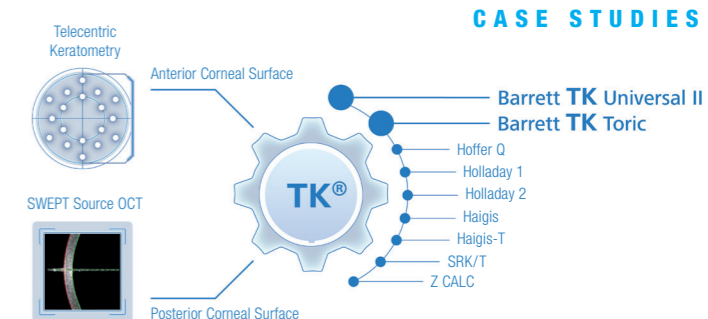 CASE STUDIES
Telecentric
Keratometry
Anterior Corneal Surface
Barrett TK Universal II
Barrett TK Toric
Hoffer Q
Holladay 1
Holladay 2
Haigis
Haigis-T
SRK/T
Z CALC
TK®
SWEPT Source OCT
Posterior Corneal Surface